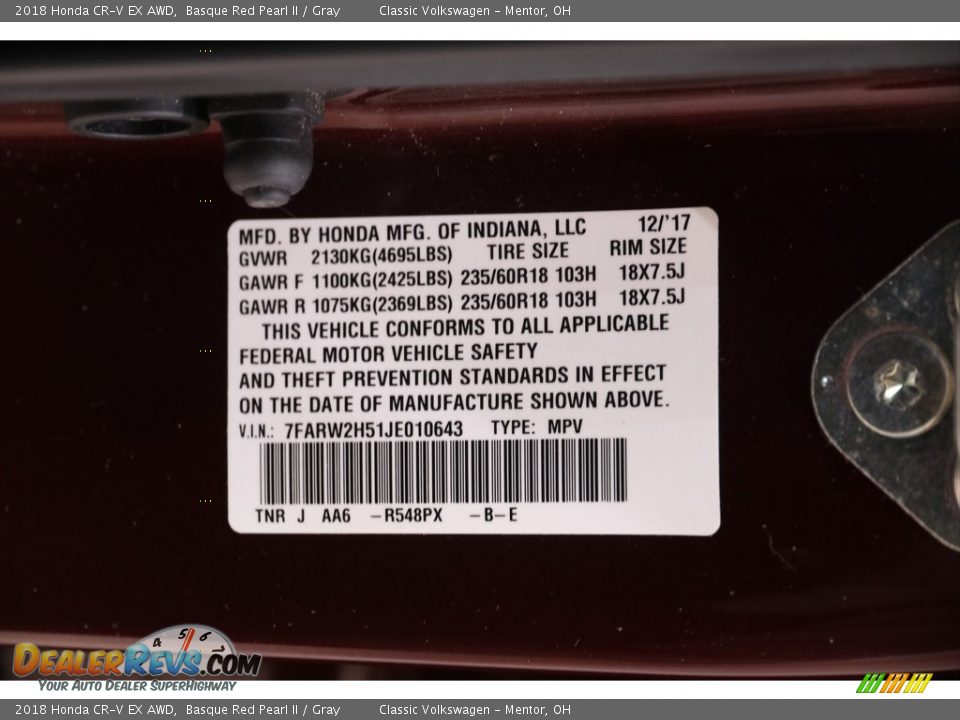 2018 Honda CR-V EX AWD,  Basque Red Pearl II / Gray        Classic Volkswagen - Mentor, OH
MFD. BY HONDA MFG. OF INDIANA, LLC    12/'17
GVWR    2130KG(4695LBS)    TIRE SIZE    RIM SIZE
GAWR F 1100KG(2425LBS) 235/60R18 103H    18X7.5J
GAWR R 1075KG(2369LBS) 235/60R18 103H    18X7.5J
THIS VEHICLE CONFORMS TO ALL APPLICABLE
FEDERAL MOTOR VEHICLE SAFETY
AND THEFT PREVENTION STANDARDS IN EFFECT
ON THE DATE OF MANUFACTURE SHOWN ABOVE.
V.I.N.: 7FARW2H51JE010643    TYPE: MPV
TNR J  AA6  -R548PX  -B-E
4 5 6 7
DEALERREVS.COM
YOUR AUTO DEALER SUPERHIGHWAY
2018 Honda CR-V EX AWD,  Basque Red Pearl II / Gray        Classic Volkswagen - Mentor, OH